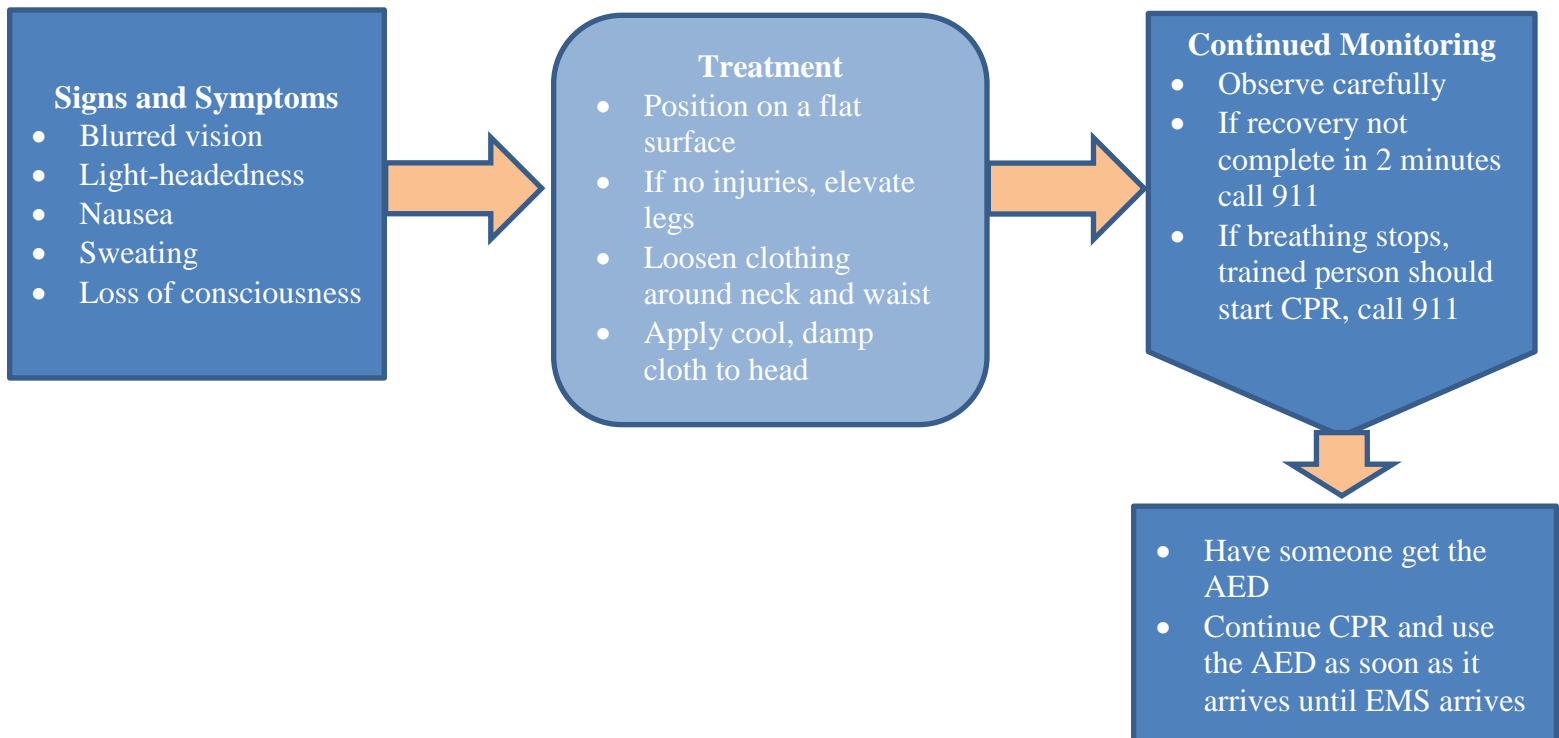 Signs and Symptoms
• Blurred vision
• Light-headedness
• Nausea
• Sweating
• Loss of consciousness
Treatment
• Position on a flat
surface
• If no injuries, elevate
legs
• Loosen clothing
around neck and waist
• Apply cool, damp
cloth to head
Continued Monitoring
• Observe carefully
• If recovery not
complete in 2 minutes
call 911
• If breathing stops,
trained person should
start CPR, call 911
• Have someone get the
AED
• Continue CPR and use
the AED as soon as it
arrives until EMS arrives